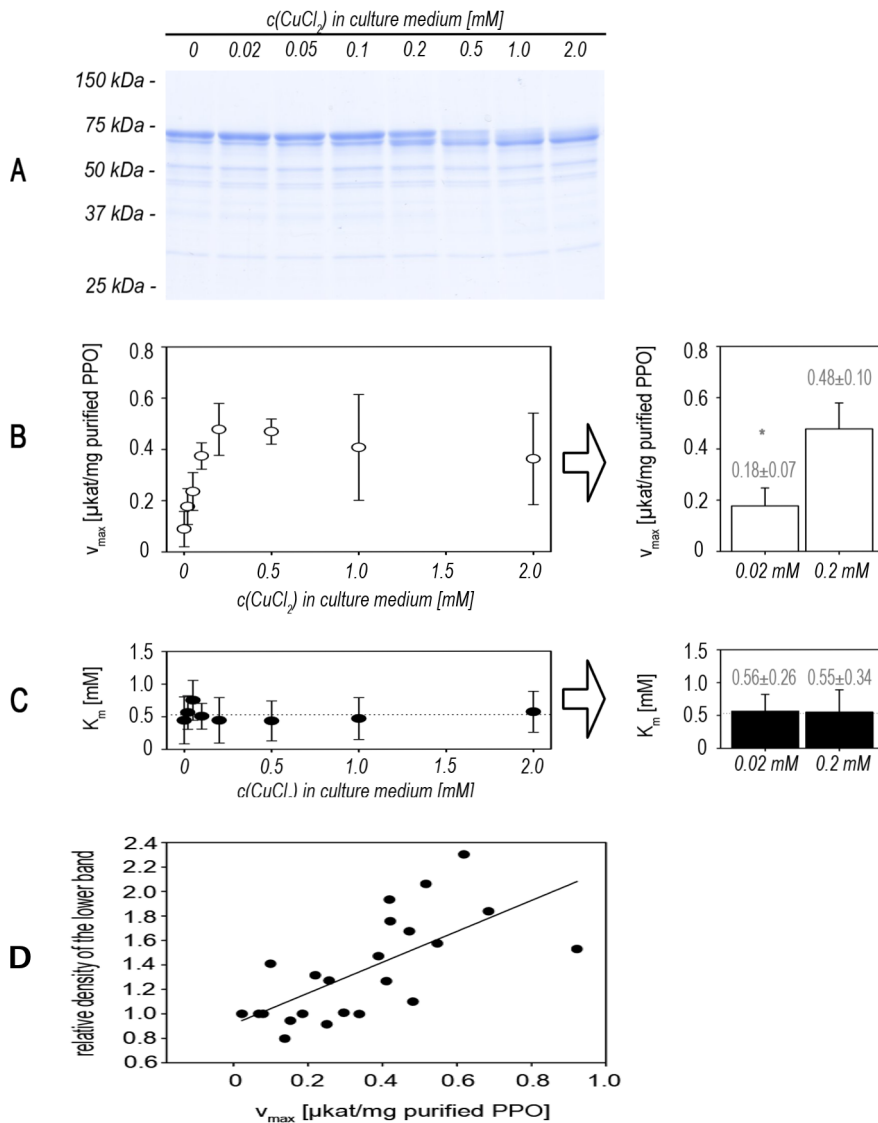 c(CuCl2) in culture medium [mM]
0 0.02 0.05 0.1 0.2 0.5 1.0 2.0
150 kDa -
75 kDa -
50 kDa -
37 kDa -
25 kDa -
A
B
vmax [µkat/mg purified PPO]
0.8
0.6
0.4
0.2
0
0 0.5 1.0 1.5 2.0
c(CuCl2) in culture medium [mM]
vmax [µkat/mg purified PPO]
0.8
0.6
0.4
0.2
0
0.48±0.10
*
0.18±0.07
0.02 mM 0.2 mM
C
Km [mM]
1.5
1.0
0.5
0
0 0.5 1.0 1.5 2.0
c(CuCl2) in culture medium [mM]
Km [mM]
1.5
1.0
0.5
0
0.56±0.26 0.55±0.34
0.02 mM 0.2 mM
D
relative density of the lower band
2.4
2.2
2.0
1.8
1.6
1.4
1.2
1.0
0.8
0.6
0 0.2 0.4 0.6 0.8 1.0
vmax [µkat/mg purified PPO]